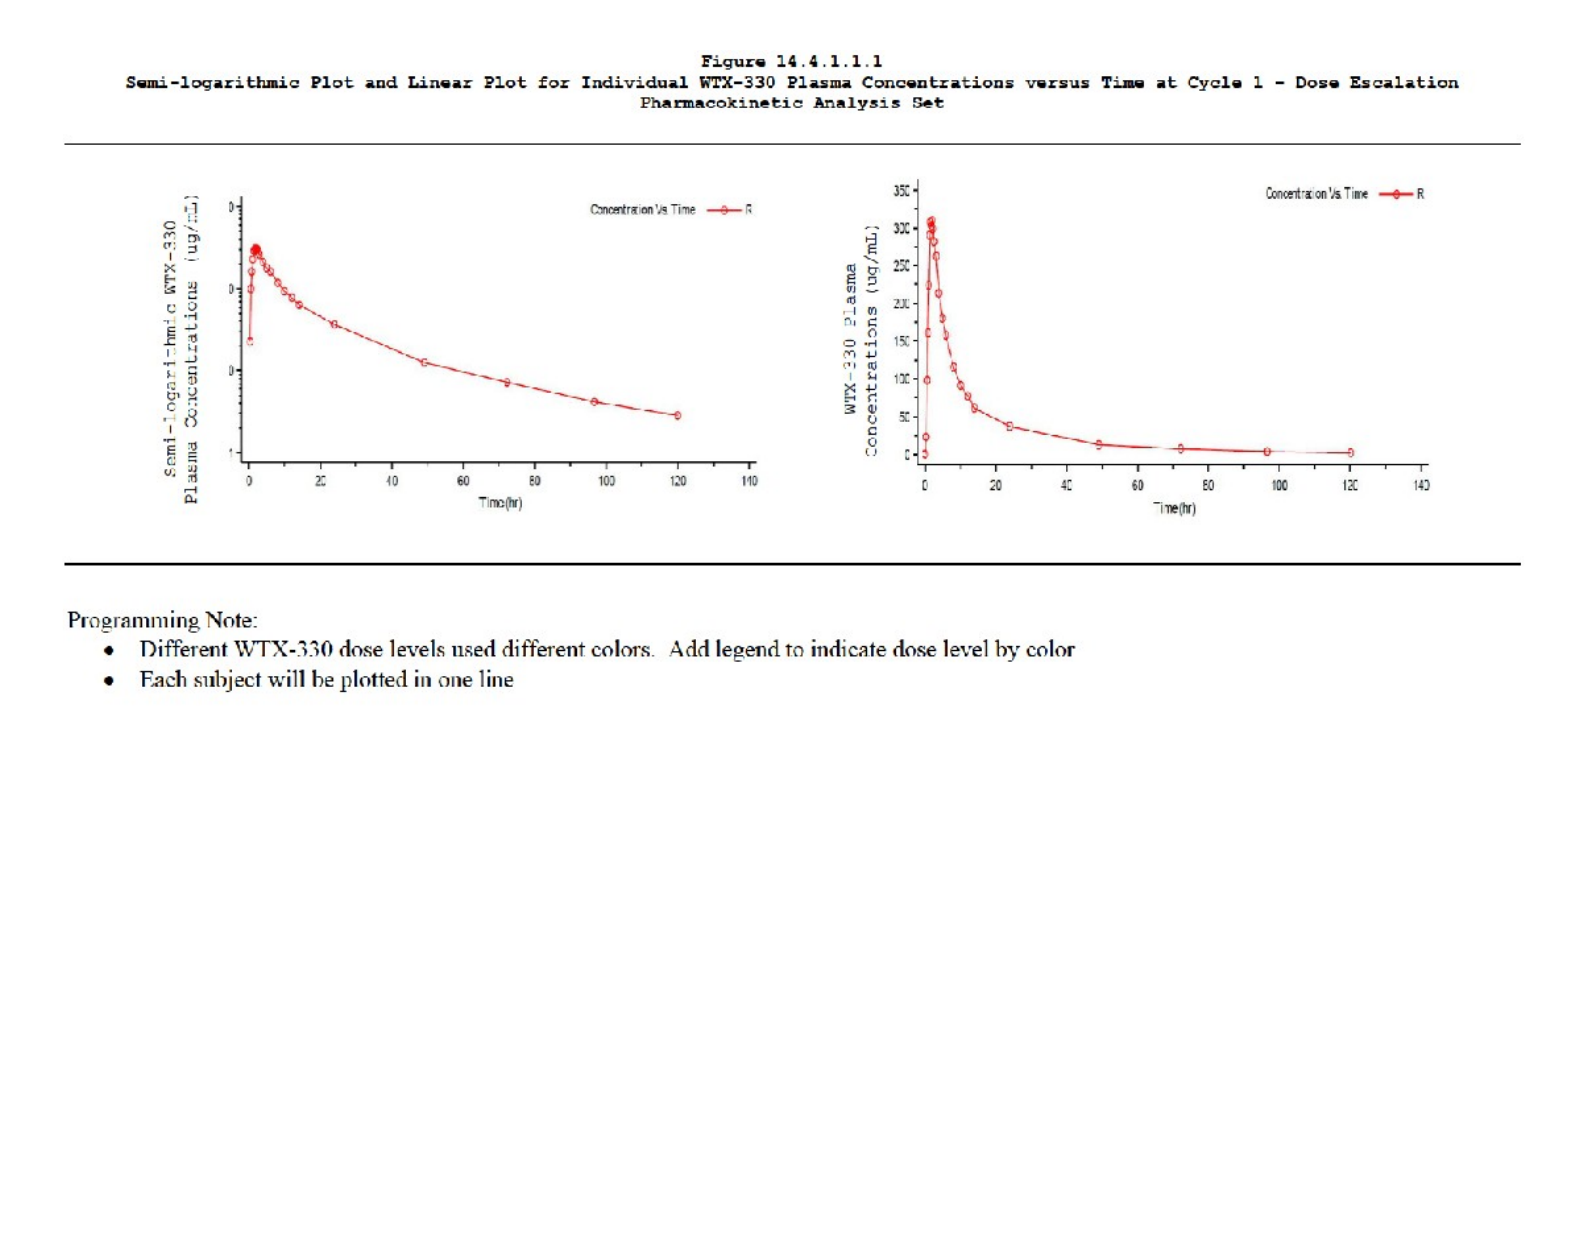 Figure 14.4.1.1.1
Semi-logarithmic Plot and Linear Plot for Individual WTX-330 Plasma Concentrations versus Time at Cycle 1 - Dose Escalation
Pharmacokinetic Analysis Set
Semi-logarithmic WTX-330
Plasma Concentrations (ug/mL)
Concentration Vs. Time R
0
0
0
1
0 20 40 60 80 100 120 140
Time(hr)
WTX-330 Plasma
Concentrations (ug/mL)
Concentration Vs. Time R
350
300
250
200
150
100
50
0
0 20 40 60 80 100 120 140
Time(hr)
Programming Note:
● Different WTX-330 dose levels used different colors. Add legend to indicate dose level by color
● Each subject will be plotted in one line